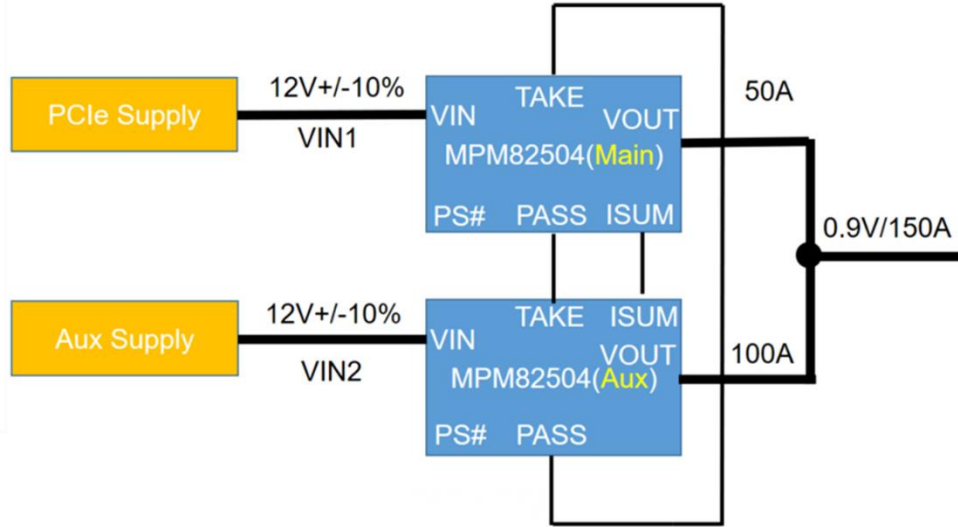 PCIe Supply
12V+/-10%
VIN1
VIN
TAKE
VOUT
MPM82504(Main)
PS#
PASS
ISUM
50A
0.9V/150A
Aux Supply
12V+/-10%
VIN2
VIN
TAKE
ISUM
VOUT
MPM82504(Aux)
PS#
PASS
100A